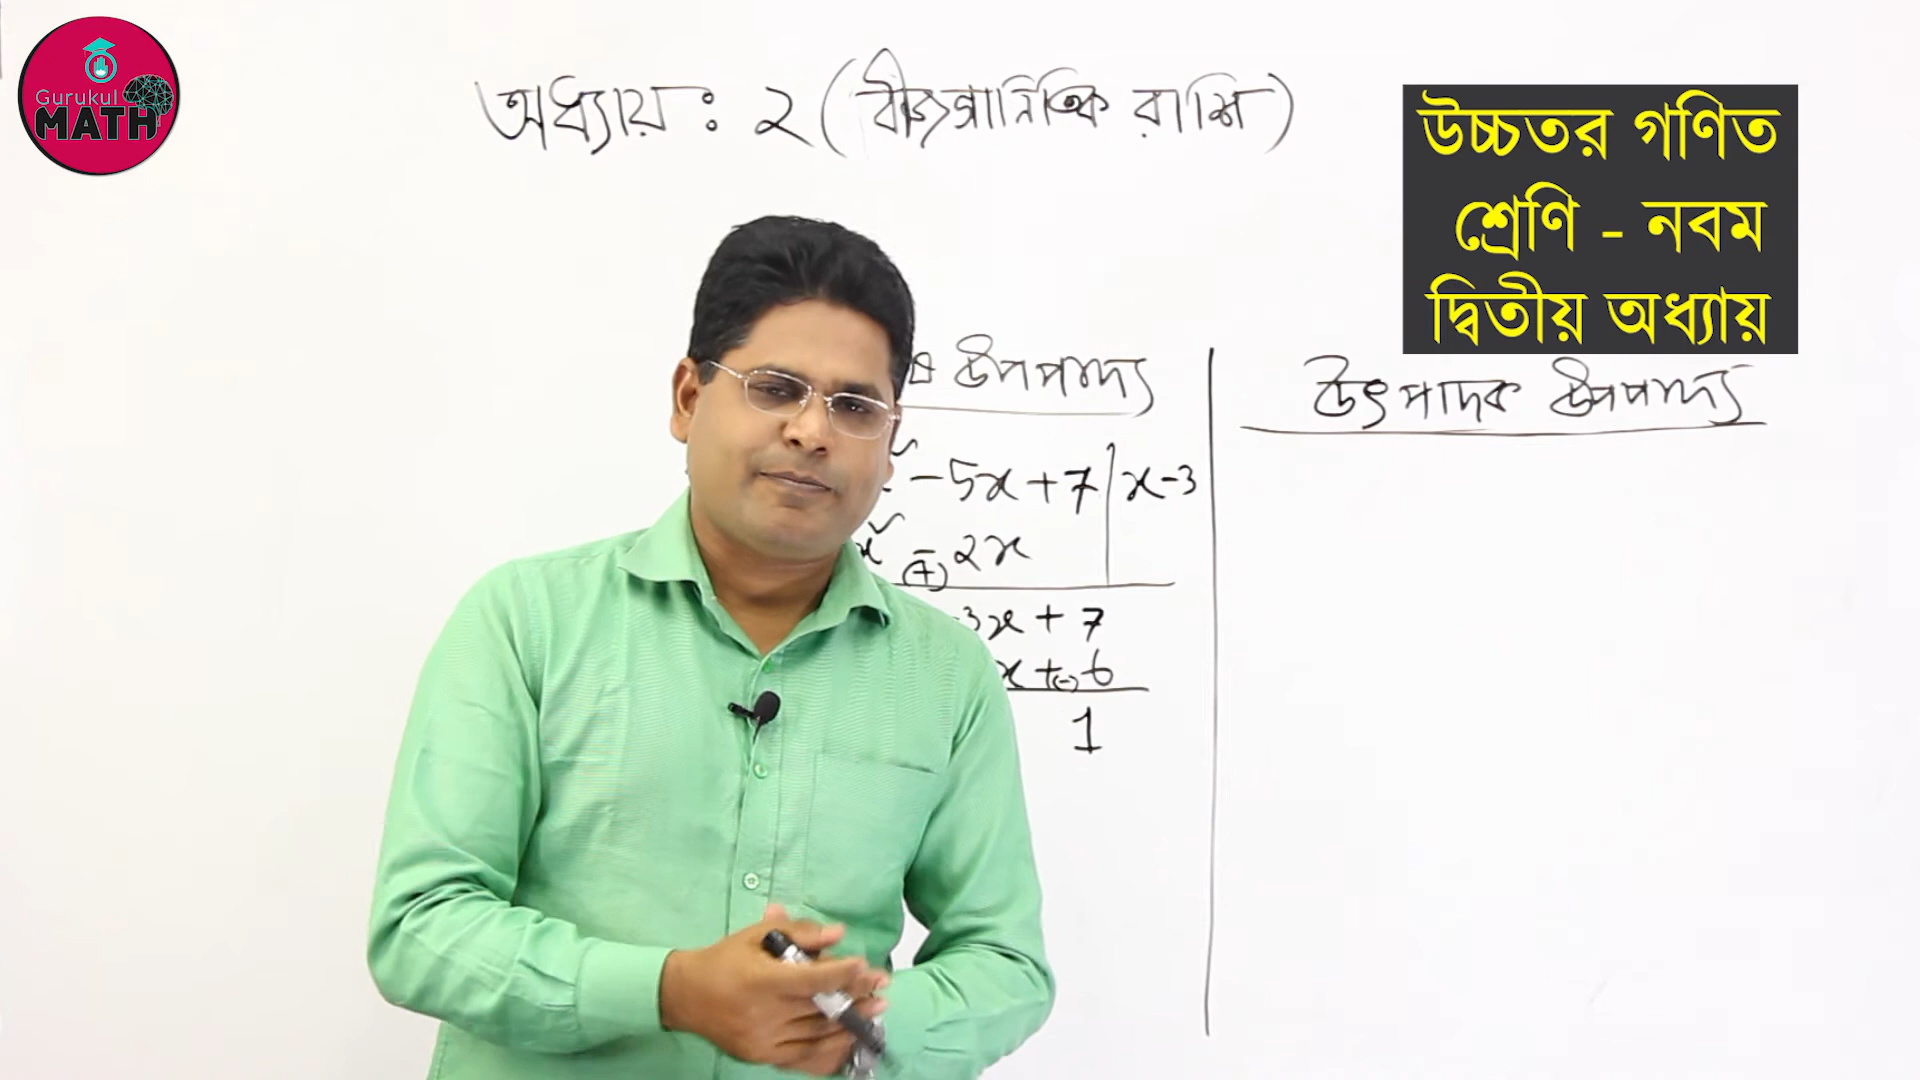 Gurukul
MATH
অধ্যায়ঃ ২ (বীজগানিতিক রাশি)
উচ্চতর গণিত
শ্রেণি - নবম
দ্বিতীয় অধ্যায়
উপপাদ্য
- 5x + 7 | x-3
- 2x
3x + 7
x + (-) 6
1
উৎপাদক উপপাদ্য